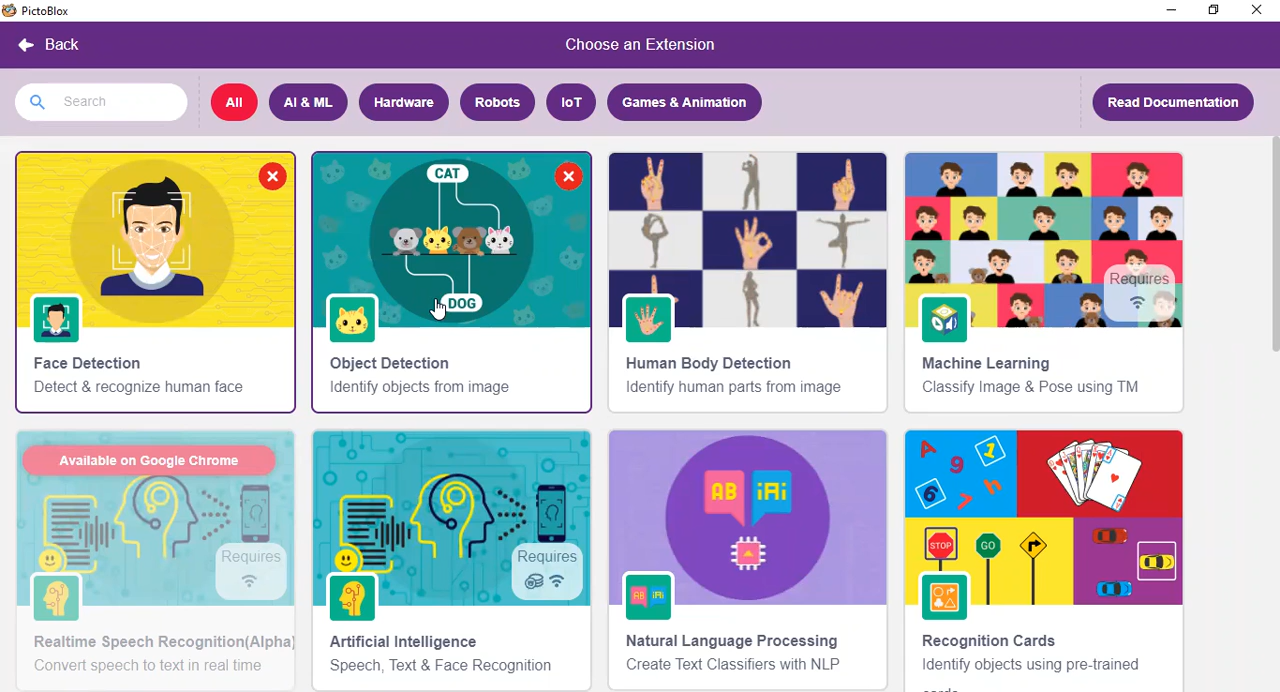 PictoBlox
Back
Choose an Extension
Search
All
AI & ML
Hardware
Robots
IoT
Games & Animation
Read Documentation
CAT
DOG
Requires
Face Detection
Detect & recognize human face
Object Detection
Identify objects from image
Human Body Detection
Identify human parts from image
Machine Learning
Classify Image & Pose using TM
Available on Google Chrome
Requires
Requires
AB
A
9
1
6
7
STOP
GO
AB
Realtime Speech Recognition(Alpha)
Convert speech to text in real time
Artificial Intelligence
Speech, Text & Face Recognition
Natural Language Processing
Create Text Classifiers with NLP
Recognition Cards
Identify objects using pre-trained
cards